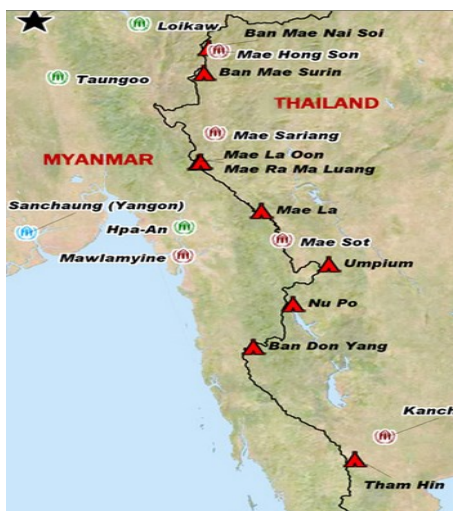 Loikaw
Ban Mae Nai Soi
Mae Hong Son
Ban Mae Surin
Taungoo
THAILAND
Mae Sariang
MYANMAR
Mae La Oon
Mae Ra Ma Luang
Sanchaung (Yangon)
Mae La
Hpa-An
Mae Sot
Mawlamyine
Umpium
Nu Po
Ban Don Yang
Kanch
Tham Hin